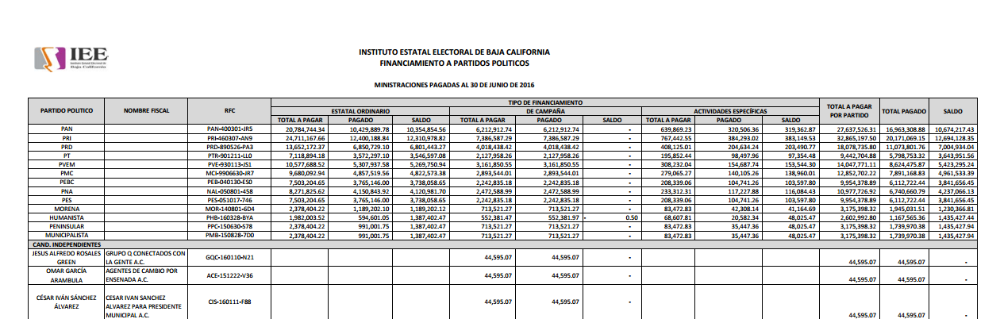 IEE
Instituto Estatal Electoral de
Baja California
INSTITUTO ESTATAL ELECTORAL DE BAJA CALIFORNIA
FINANCIAMIENTO A PARTIDOS POLITICOS
MINISTRACIONES PAGADAS AL 30 DE JUNIO DE 2016
PARTIDO POLITICO NOMBRE FISCAL RFC TIPO DE FINANCIAMIENTO TOTAL A PAGAR POR PARTIDO TOTAL PAGADO SALDO
ESTATAL ORDINARIO DE CAMPAÑA ACTIVIDADES ESPECÍFICAS
TOTAL A PAGAR PAGADO SALDO TOTAL A PAGAR PAGADO SALDO TOTAL A PAGAR PAGADO SALDO
PAN PAN-400301-JR5 20,784,744.34 10,429,889.78 10,354,854.56 6,212,912.74 6,212,912.74 - 639,869.23 320,506.36 319,362.87 27,637,526.31 16,963,308.88 10,674,217.43
PRI PRI-460307-AN9 24,711,167.66 12,400,188.84 12,310,978.82 7,386,587.29 7,386,587.29 - 767,442.55 384,293.02 383,149.53 32,865,197.50 20,171,069.15 12,694,128.35
PRD PRD-890526-PA3 13,652,172.37 6,850,729.10 6,801,443.27 4,018,438.42 4,018,438.42 - 408,125.01 204,634.24 203,490.77 18,078,735.80 11,073,801.76 7,004,934.04
PT PTR-901211-LL0 7,118,894.18 3,572,297.10 3,546,597.08 2,127,958.26 2,127,958.26 - 195,852.44 98,497.96 97,354.48 9,442,704.88 5,798,753.32 3,643,951.56
PVEM PVE-930113-JS1 10,577,688.52 5,307,937.58 5,269,750.94 3,161,850.55 3,161,850.55 - 308,232.04 154,687.74 153,544.30 14,047,771.11 8,624,475.87 5,423,295.24
PMC MCI-9906630-JR7 9,680,092.94 4,857,519.56 4,822,573.38 2,893,544.01 2,893,544.01 - 279,065.27 140,105.26 138,960.01 12,852,702.22 7,891,168.83 4,961,533.39
PEBC PEB-040130-ES0 7,503,204.65 3,765,146.00 3,738,058.65 2,242,835.18 2,242,835.18 - 208,339.06 104,741.26 103,597.80 9,954,378.89 6,112,722.44 3,841,656.45
PNA NAL-050801-458 8,271,825.62 4,150,843.92 4,120,981.70 2,472,588.99 2,472,588.99 - 233,312.31 117,227.88 116,084.43 10,977,726.92 6,740,660.79 4,237,066.13
PES PES-051017-746 7,503,204.65 3,765,146.00 3,738,058.65 2,242,835.18 2,242,835.18 - 208,339.06 104,741.26 103,597.80 9,954,378.89 6,112,722.44 3,841,656.45
MORENA MOR-140801-6D4 2,378,404.22 1,189,202.10 1,189,202.12 713,521.27 713,521.27 - 83,472.83 42,308.14 41,164.69 3,175,398.32 1,945,031.51 1,230,366.81
HUMANISTA PHB-160328-BYA 1,982,003.52 594,601.05 1,387,402.47 552,381.47 552,381.97 - 0.50 68,607.81 20,582.34 48,025.47 2,602,992.80 1,167,565.36 1,435,427.44
PENINSULAR PPC-150630-S78 2,378,404.22 991,001.75 1,387,402.47 713,521.27 713,521.27 - 83,472.83 35,447.36 48,025.47 3,175,398.32 1,739,970.38 1,435,427.94
MUNICIPALISTA PMB-150828-7D0 2,378,404.22 991,001.75 1,387,402.47 713,521.27 713,521.27 - 83,472.83 35,447.36 48,025.47 3,175,398.32 1,739,970.38 1,435,427.94
CAND. INDEPENDIENTES
JESUS ALFREDO ROSALES GREEN GRUPO Q CONECTADOS CON LA GENTE A.C. GQC-160110-N21 44,595.07 44,595.07 - 44,595.07 44,595.07 -
OMAR GARCÍA ARAMBULA AGENTES DE CAMBIO POR ENSENADA A.C. ACE-151222-V36 44,595.07 44,595.07 - 44,595.07 44,595.07 -
CÉSAR IVÁN SÁNCHEZ ÁLVAREZ CESAR IVAN SANCHEZ ALVAREZ PARA PRESIDENTE MUNICIPAL A.C. CIS-160111-F88 44,595.07 44,595.07 - 44,595.07 44,595.07 -